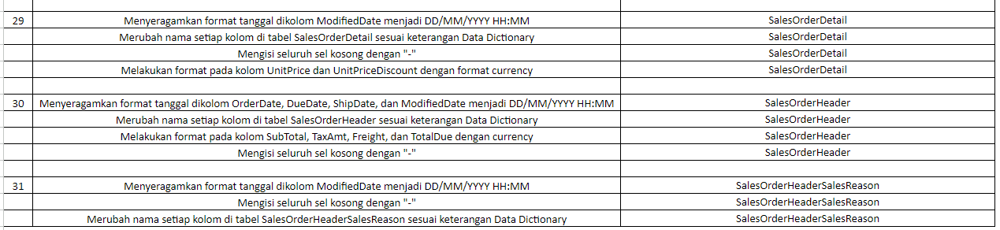 29 Menyeragamkan format tanggal dikolom ModifiedDate menjadi DD/MM/YYYY HH:MM SalesOrderDetail
Merubah nama setiap kolom di tabel SalesOrderDetail sesuai keterangan Data Dictionary SalesOrderDetail
Mengisi seluruh sel kosong dengan "-" SalesOrderDetail
Melakukan format pada kolom UnitPrice dan UnitPriceDiscount dengan format currency SalesOrderDetail
30 Menyeragamkan format tanggal dikolom OrderDate, DueDate, ShipDate, dan ModifiedDate menjadi DD/MM/YYYY HH:MM SalesOrderHeader
Merubah nama setiap kolom di tabel SalesOrderHeader sesuai keterangan Data Dictionary SalesOrderHeader
Melakukan format pada kolom SubTotal, TaxAmt, Freight, dan TotalDue dengan currency SalesOrderHeader
Mengisi seluruh sel kosong dengan "-" SalesOrderHeader
31 Menyeragamkan format tanggal dikolom ModifiedDate menjadi DD/MM/YYYY HH:MM SalesOrderHeaderSalesReason
Mengisi seluruh sel kosong dengan "-" SalesOrderHeaderSalesReason
Merubah nama setiap kolom di tabel SalesOrderHeaderSalesReason sesuai keterangan Data Dictionary SalesOrderHeaderSalesReason